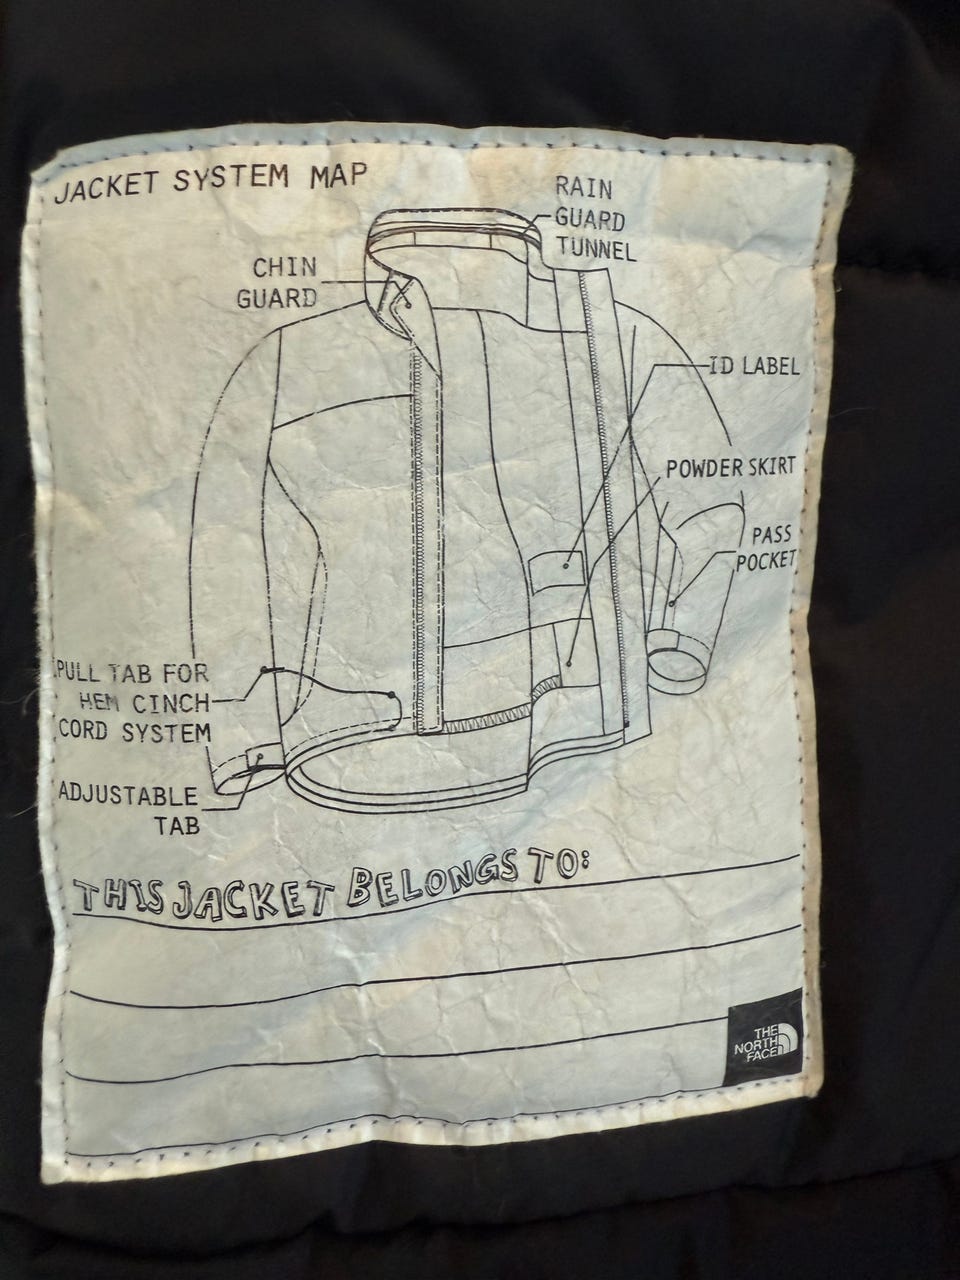 JACKET SYSTEM MAP
RAIN
GUARD
TUNNEL
CHIN
GUARD
ID LABEL
POWDER SKIRT
PASS
POCKET
PULL TAB FOR
HEM CINCH
CORD SYSTEM
ADJUSTABLE
TAB
THIS JACKET BELONGS TO:
THE
NORTH
FACE